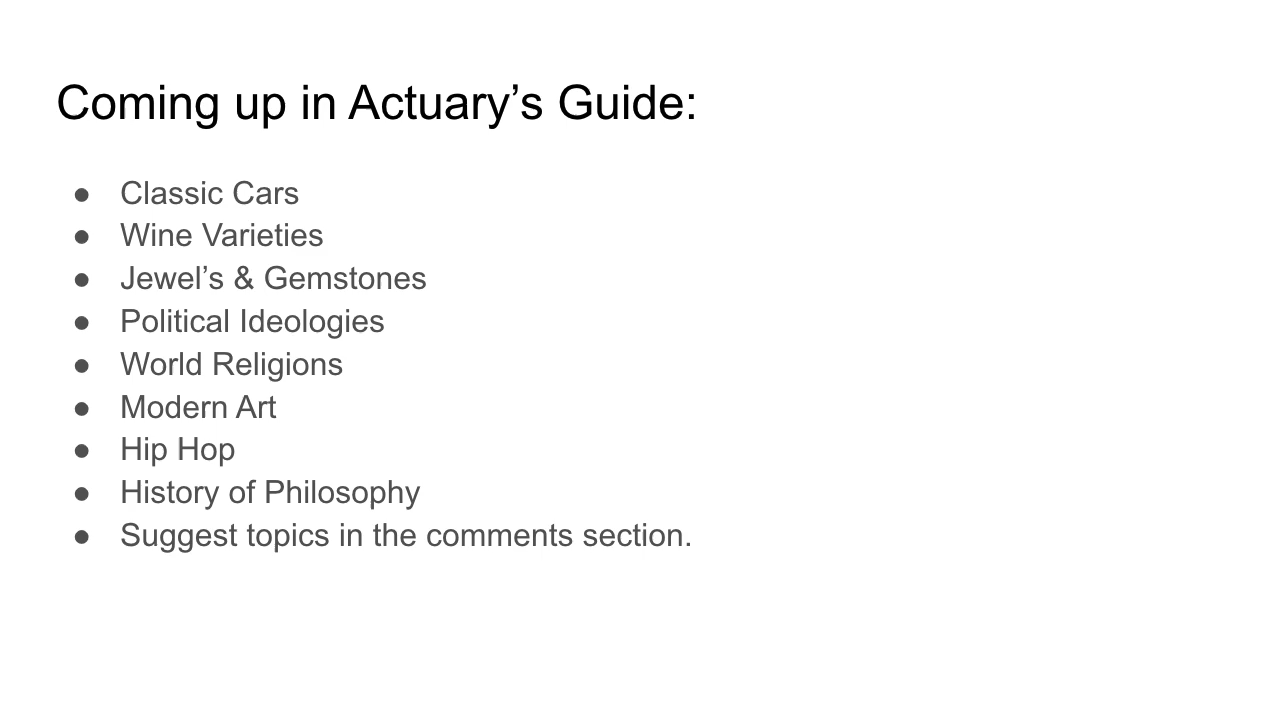 Coming up in Actuary’s Guide:
● Classic Cars
● Wine Varieties
● Jewel’s & Gemstones
● Political Ideologies
● World Religions
● Modern Art
● Hip Hop
● History of Philosophy
● Suggest topics in the comments section.